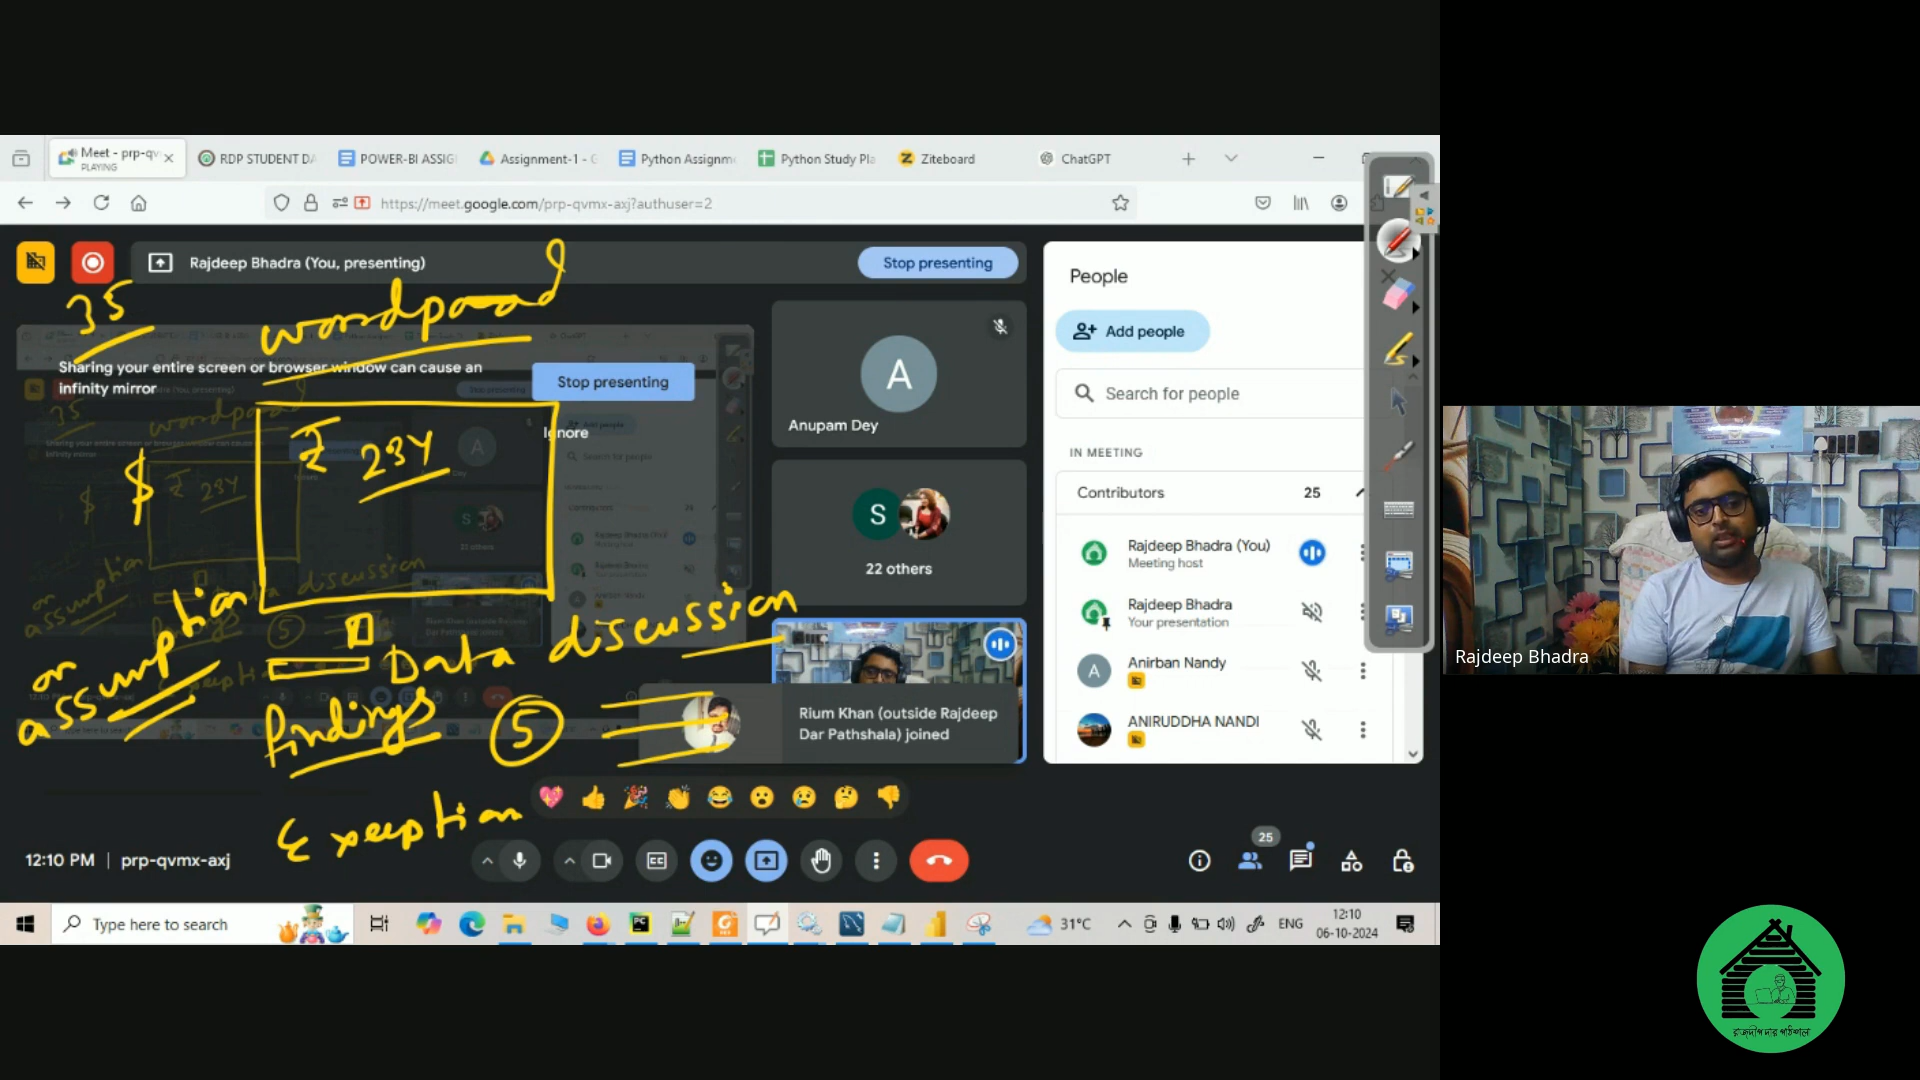 Meet - prp-qv
PLAYING
RDP STUDENT DA
POWER-BI ASSIG
Assignment-1 - G
Python Assignme
Python Study Pla
Ziteboard
ChatGPT
https://meet.google.com/prp-qvmx-axj?authuser=2
Rajdeep Bhadra (You, presenting)
Stop presenting
35
wordpad
Sharing your entire screen or browser window can cause an
infinity mirror
Stop presenting
Ignore
₹ 234
$
or
assumption
Data discussion
findings
5
Exception
A
Anupam Dey
S
22 others
Rium Khan (outside Rajdeep
Dar Pathshala) joined
People
Add people
Search for people
IN MEETING
Contributors 25
Rajdeep Bhadra (You)
Meeting host
Rajdeep Bhadra
Your presentation
A
Anirban Nandy
ANIRUDDHA NANDI
12:10 PM | prp-qvmx-axj
25
Type here to search
31°C
ENG
12:10
06-10-2024
Rajdeep Bhadra
রাজদীপ দার পাঠশালা